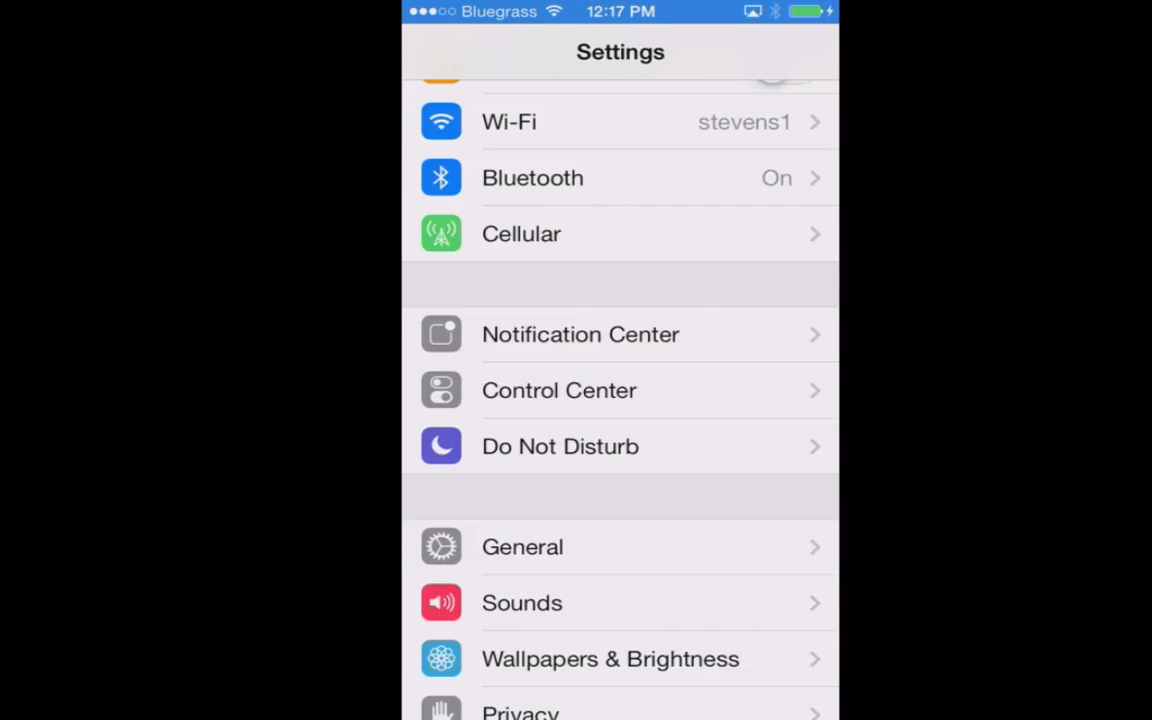 Bluegrass 12:17 PM
Settings
Wi-Fi stevens1
Bluetooth On
Cellular
Notification Center
Control Center
Do Not Disturb
General
Sounds
Wallpapers & Brightness
Privacy